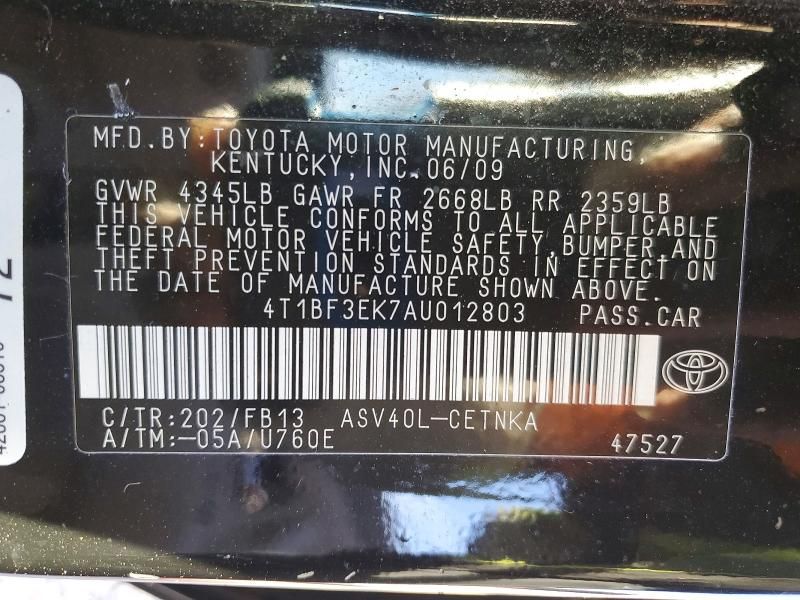 MFD.BY:TOYOTA MOTOR MANUFACTURING,
KENTUCKY,INC.06/09
GVWR 4345LB GAWR FR 2668LB RR 2359LB
THIS VEHICLE CONFORMS TO ALL APPLICABLE
FEDERAL MOTOR VEHICLE SAFETY,BUMPER,AND
THEFT PREVENTION STANDARDS IN EFFECT ON
THE DATE OF MANUFACTURE SHOWN ABOVE.
4T1BF3EK7AU012803 PASS.CAR
C/TR:202/FB13 ASV40L-CETNKA
A/TM:-05A/U760E 47527